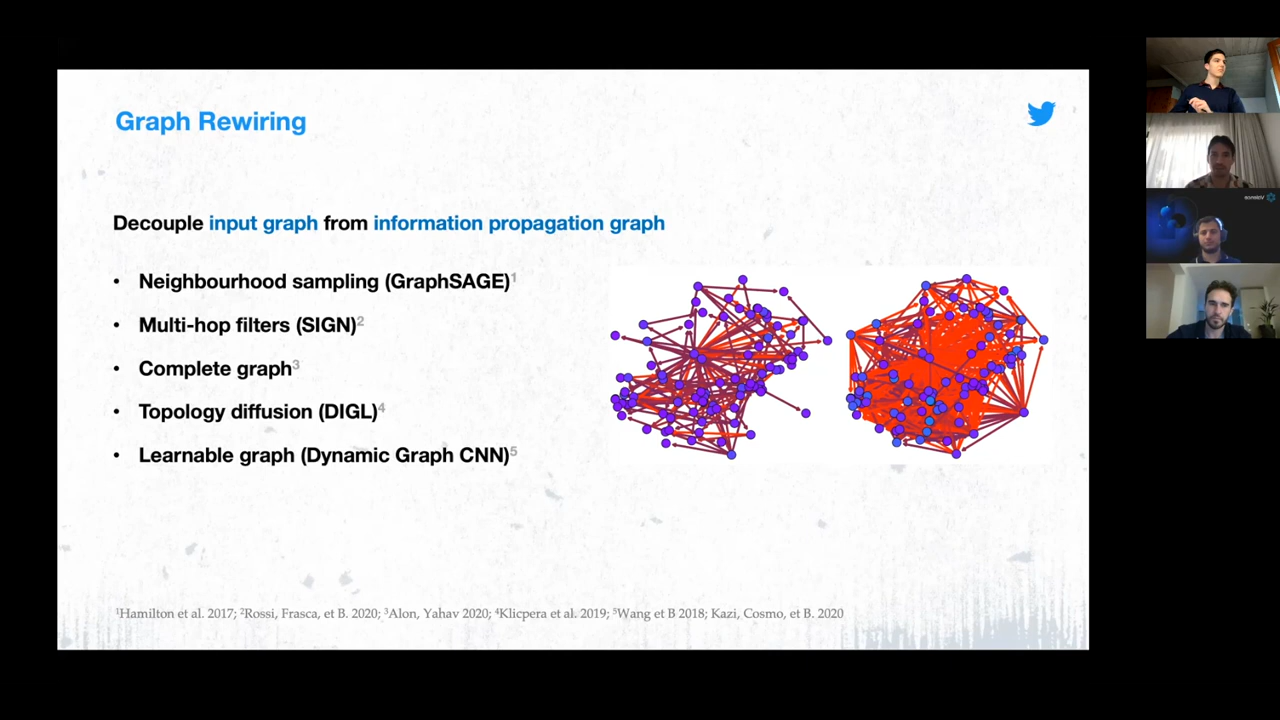 Graph Rewiring
Decouple input graph from information propagation graph
• Neighbourhood sampling (GraphSAGE)¹
• Multi-hop filters (SIGN)²
• Complete graph³
• Topology diffusion (DIGL)⁴
• Learnable graph (Dynamic Graph CNN)⁵
¹Hamilton et al. 2017; ²Rossi, Frasca, et B. 2020; ³Alon, Yahav 2020; ⁴Klicpera et al. 2019; ⁵Wang et B 2018; Kazi, Cosmo, et B. 2020